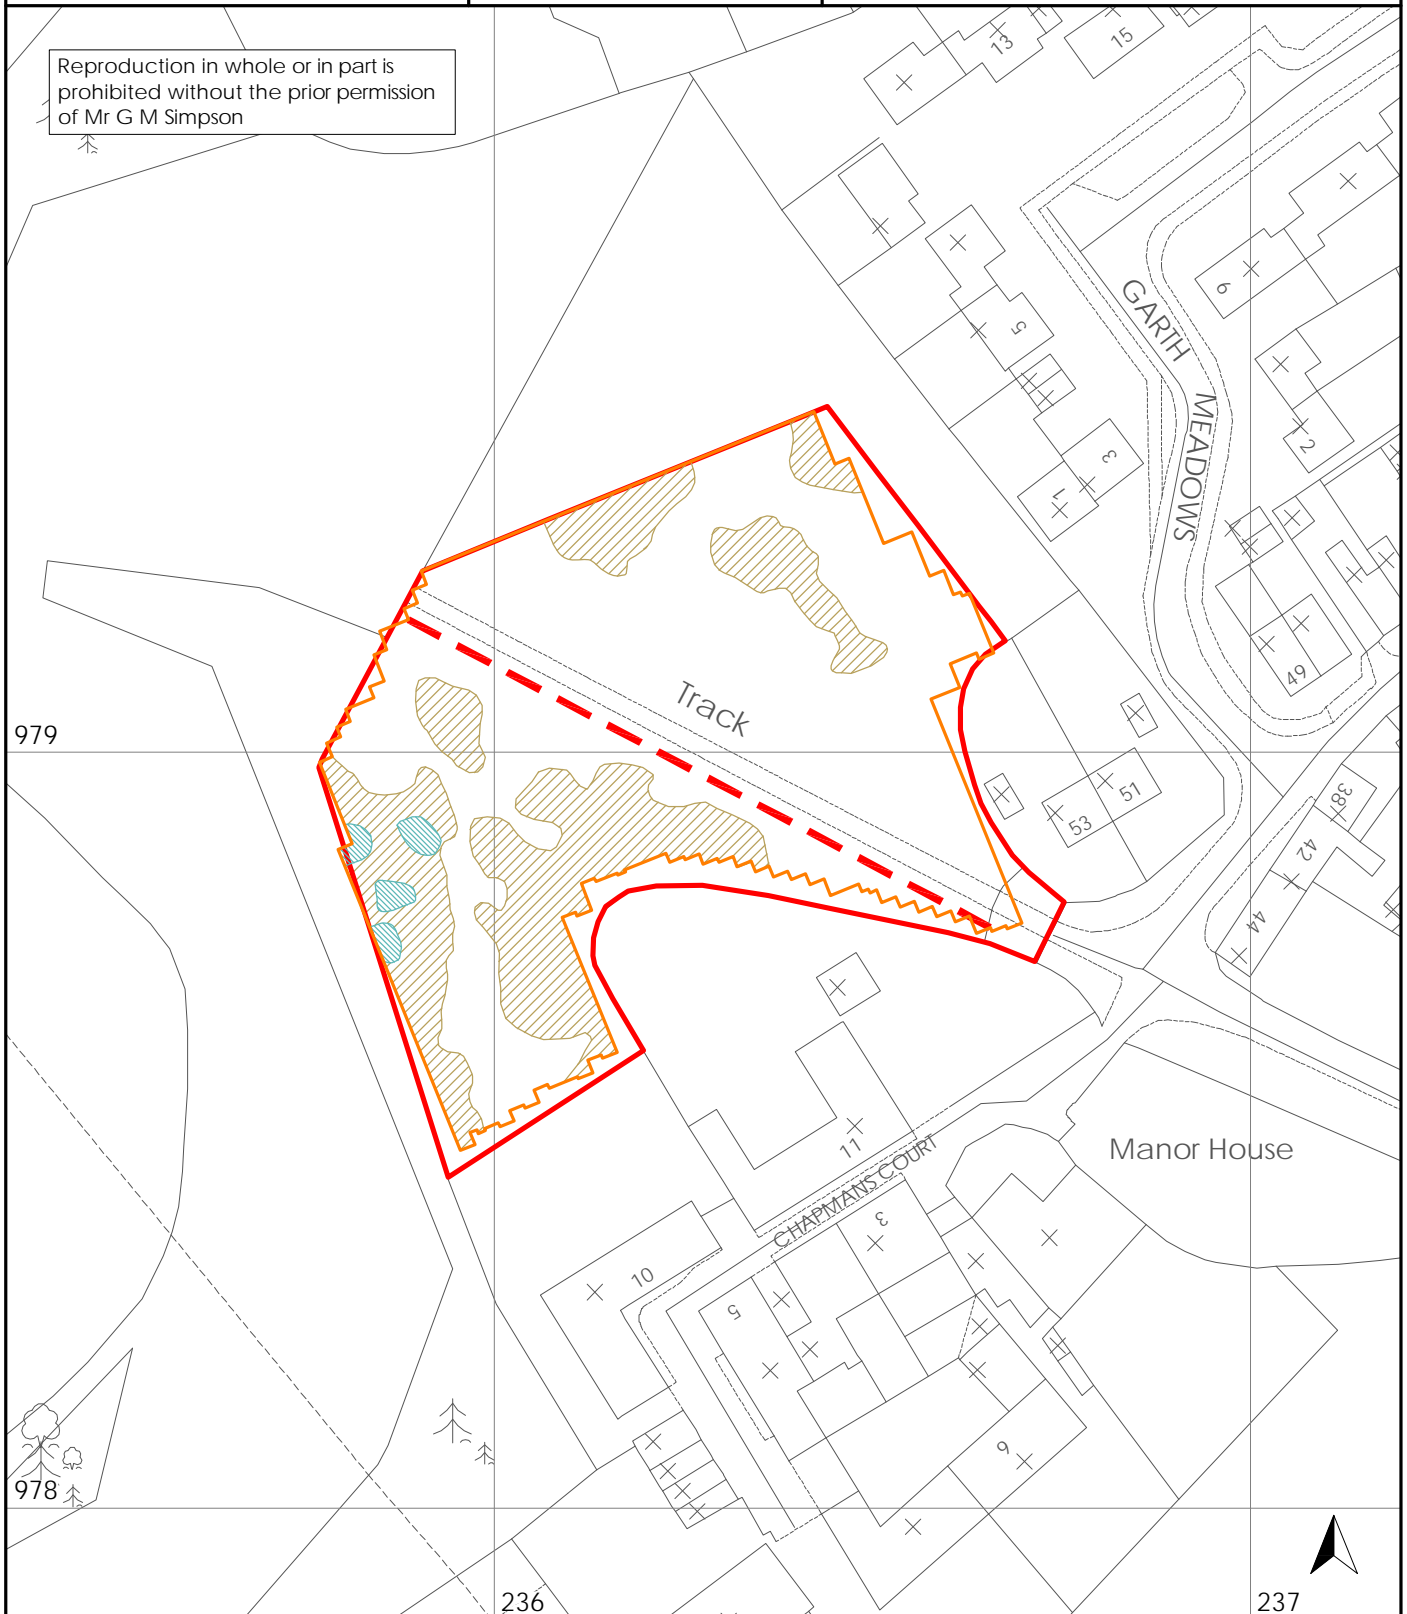 Reproduction in whole or in part is
prohibited without the prior permission
of Mr G M Simpson
13
15
5
GARTH
MEADOWS
6
2
3
1
49
Track
979
51
53
38
42
44
11
CHAPMANS COURT
Manor House
3
10
5
9
978
236
237